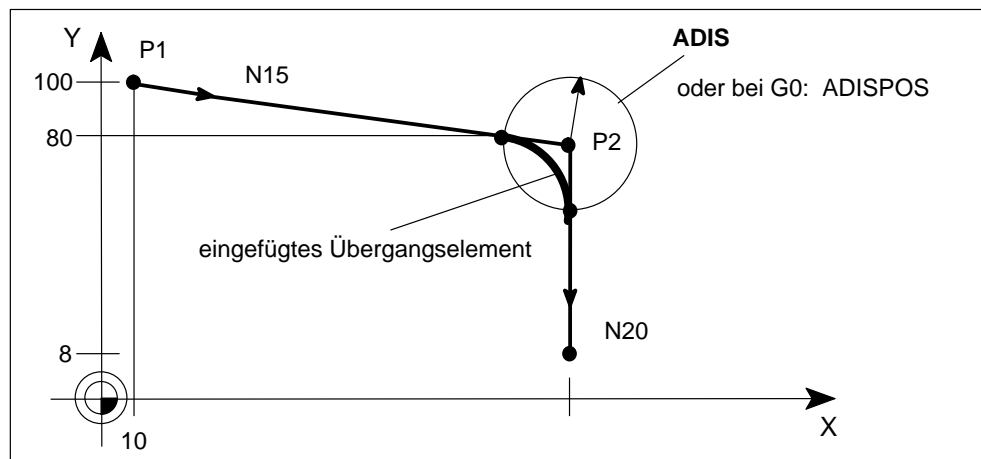 Y
P1
N15
ADIS
oder bei G0: ADISPOS
100
80
P2
eingefügtes Übergangselement
N20
8
10
X